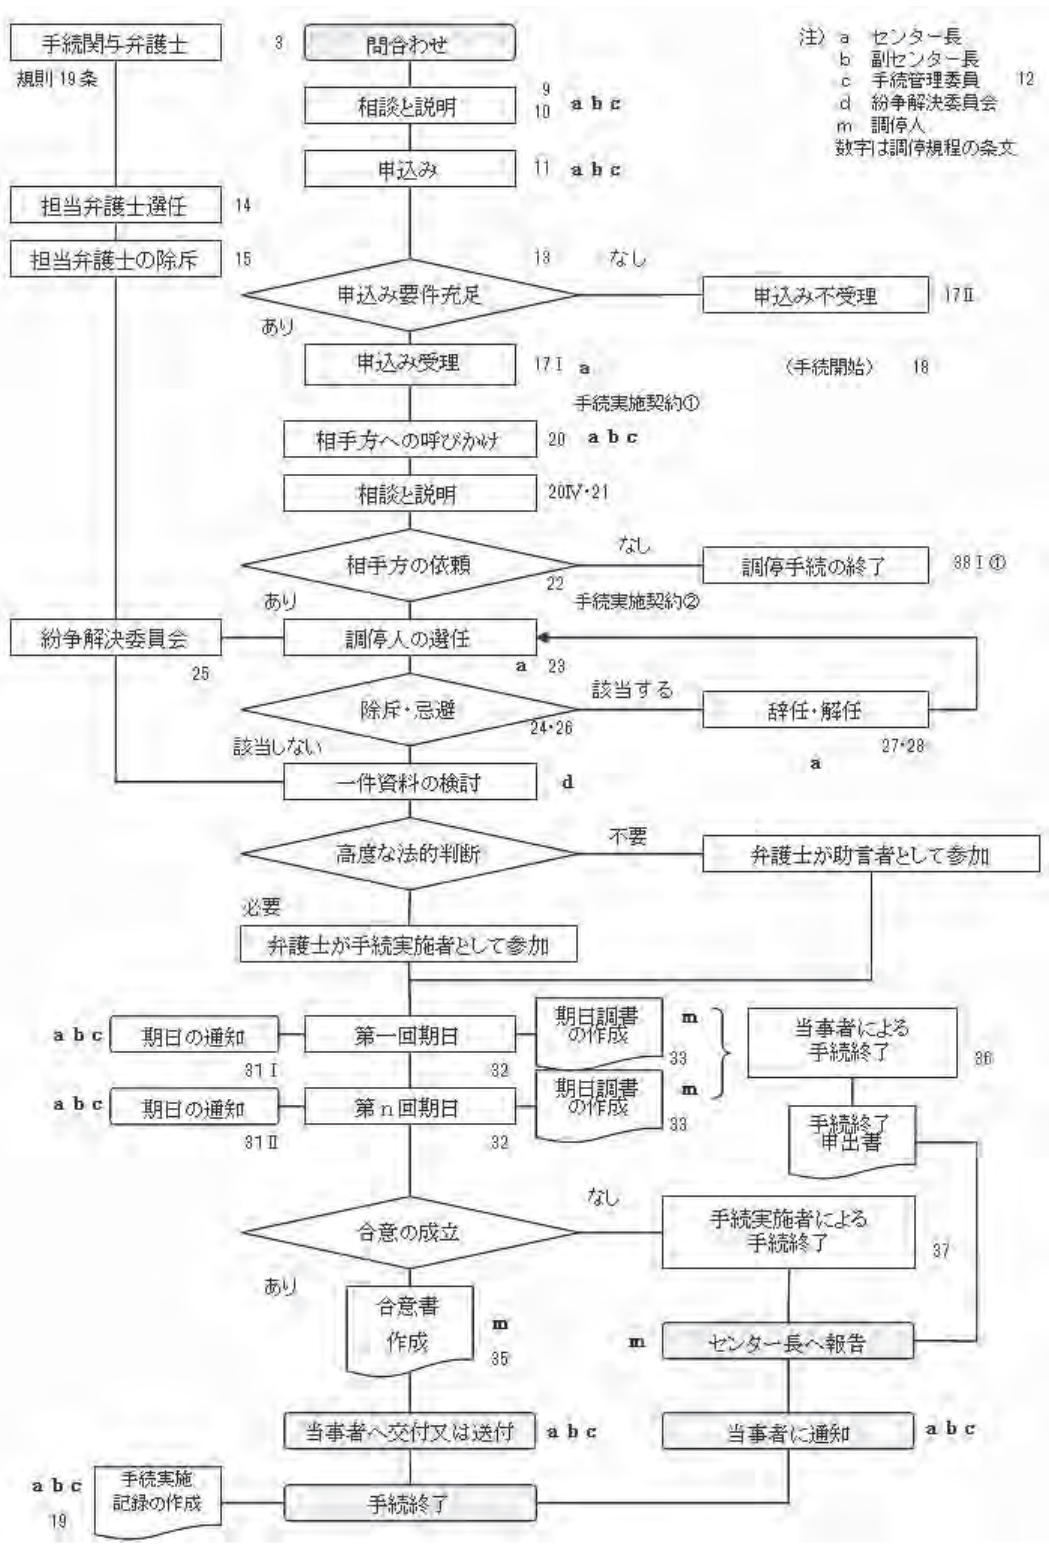 手続関与弁護士
3
問合わせ
注) a センター長
規則19条
b 副センター長
c 手続管理委員 12
d 紛争解決委員会
m 調停人
数字は調停規程の条文
相談と説明
9
10
a b c
申込み
11 a b c
担当弁護士選任
14
担当弁護士の除斥
15
13
なし
申込み要件充足
申込み不受理
17Ⅱ
あり
申込み受理
17Ⅰ a
(手続開始) 18
手続実施契約①
相手方への呼びかけ
20 a b c
相談と説明
20Ⅳ・21
相手方の依頼
なし
22
調停手続の終了
38Ⅰ①
あり
手続実施契約②
紛争解決委員会
25
調停人の選任
a 23
除斥・忌避
24・26
該当する
辞任・解任
27・28
a
該当しない
一件資料の検討
d
高度な法的判断
不要
弁護士が助言者として参加
必要
弁護士が手続実施者として参加
a b c
期日の通知
31Ⅰ
第一回期日
32
期日調書
の作成
m
33
当事者による
手続終了
36
a b c
期日の通知
31Ⅱ
第n回期日
32
期日調書
の作成
m
33
手続終了
申出書
合意の成立
なし
手続実施者による
手続終了
37
あり
合意書
作成
m
35
m
センター長へ報告
当事者へ交付又は送付
a b c
当事者に通知
a b c
a b c
手続実施
記録の作成
19
手続終了